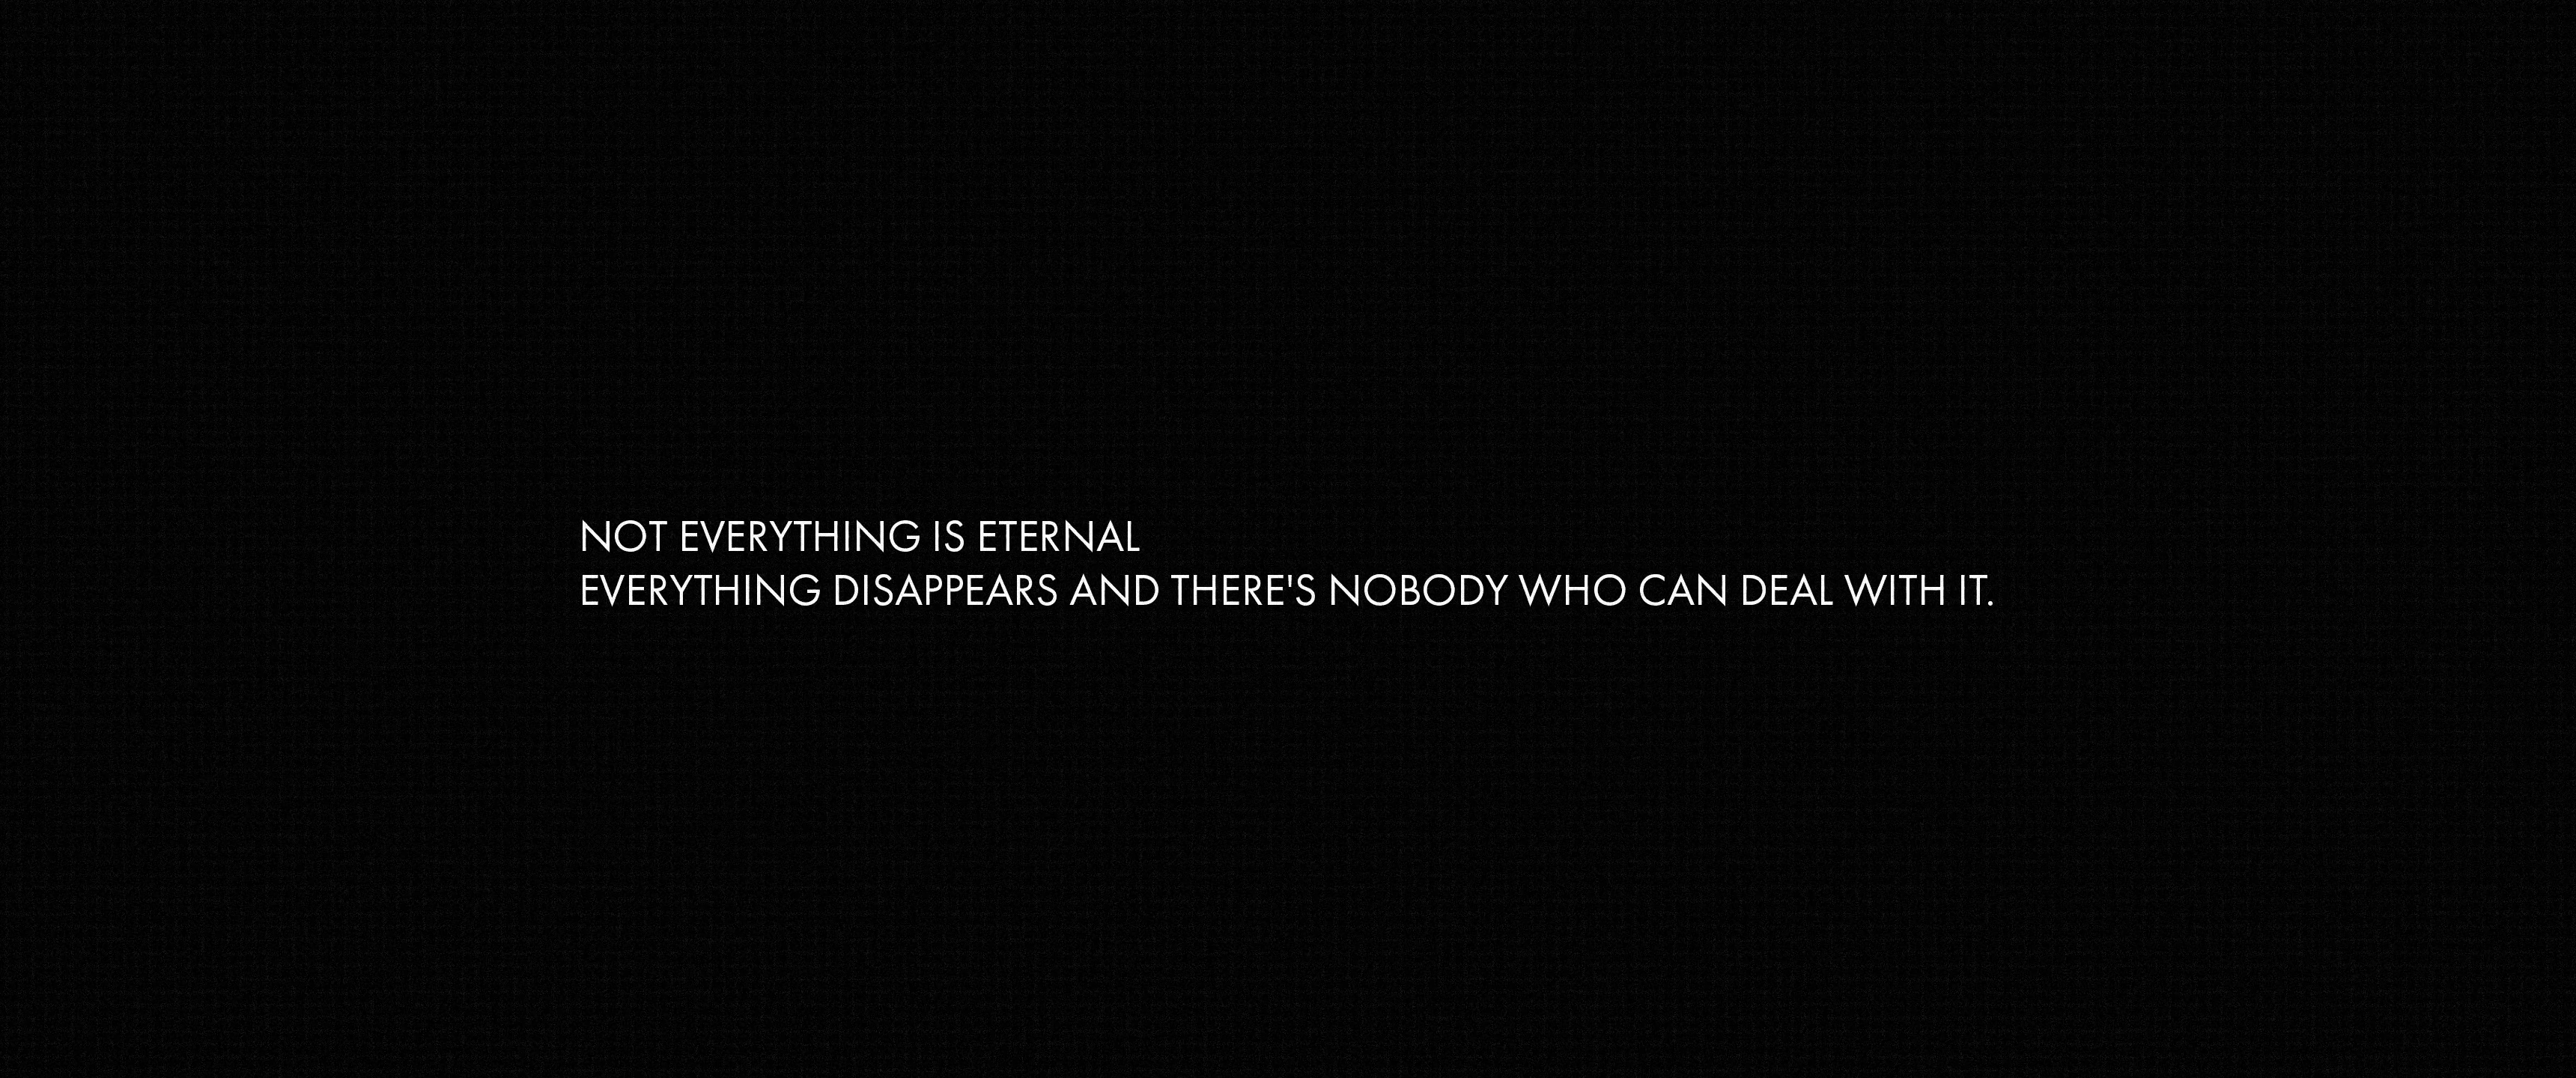 NOT EVERYTHING IS ETERNAL
EVERYTHING DISAPPEARS AND THERE'S NOBODY WHO CAN DEAL WITH IT.